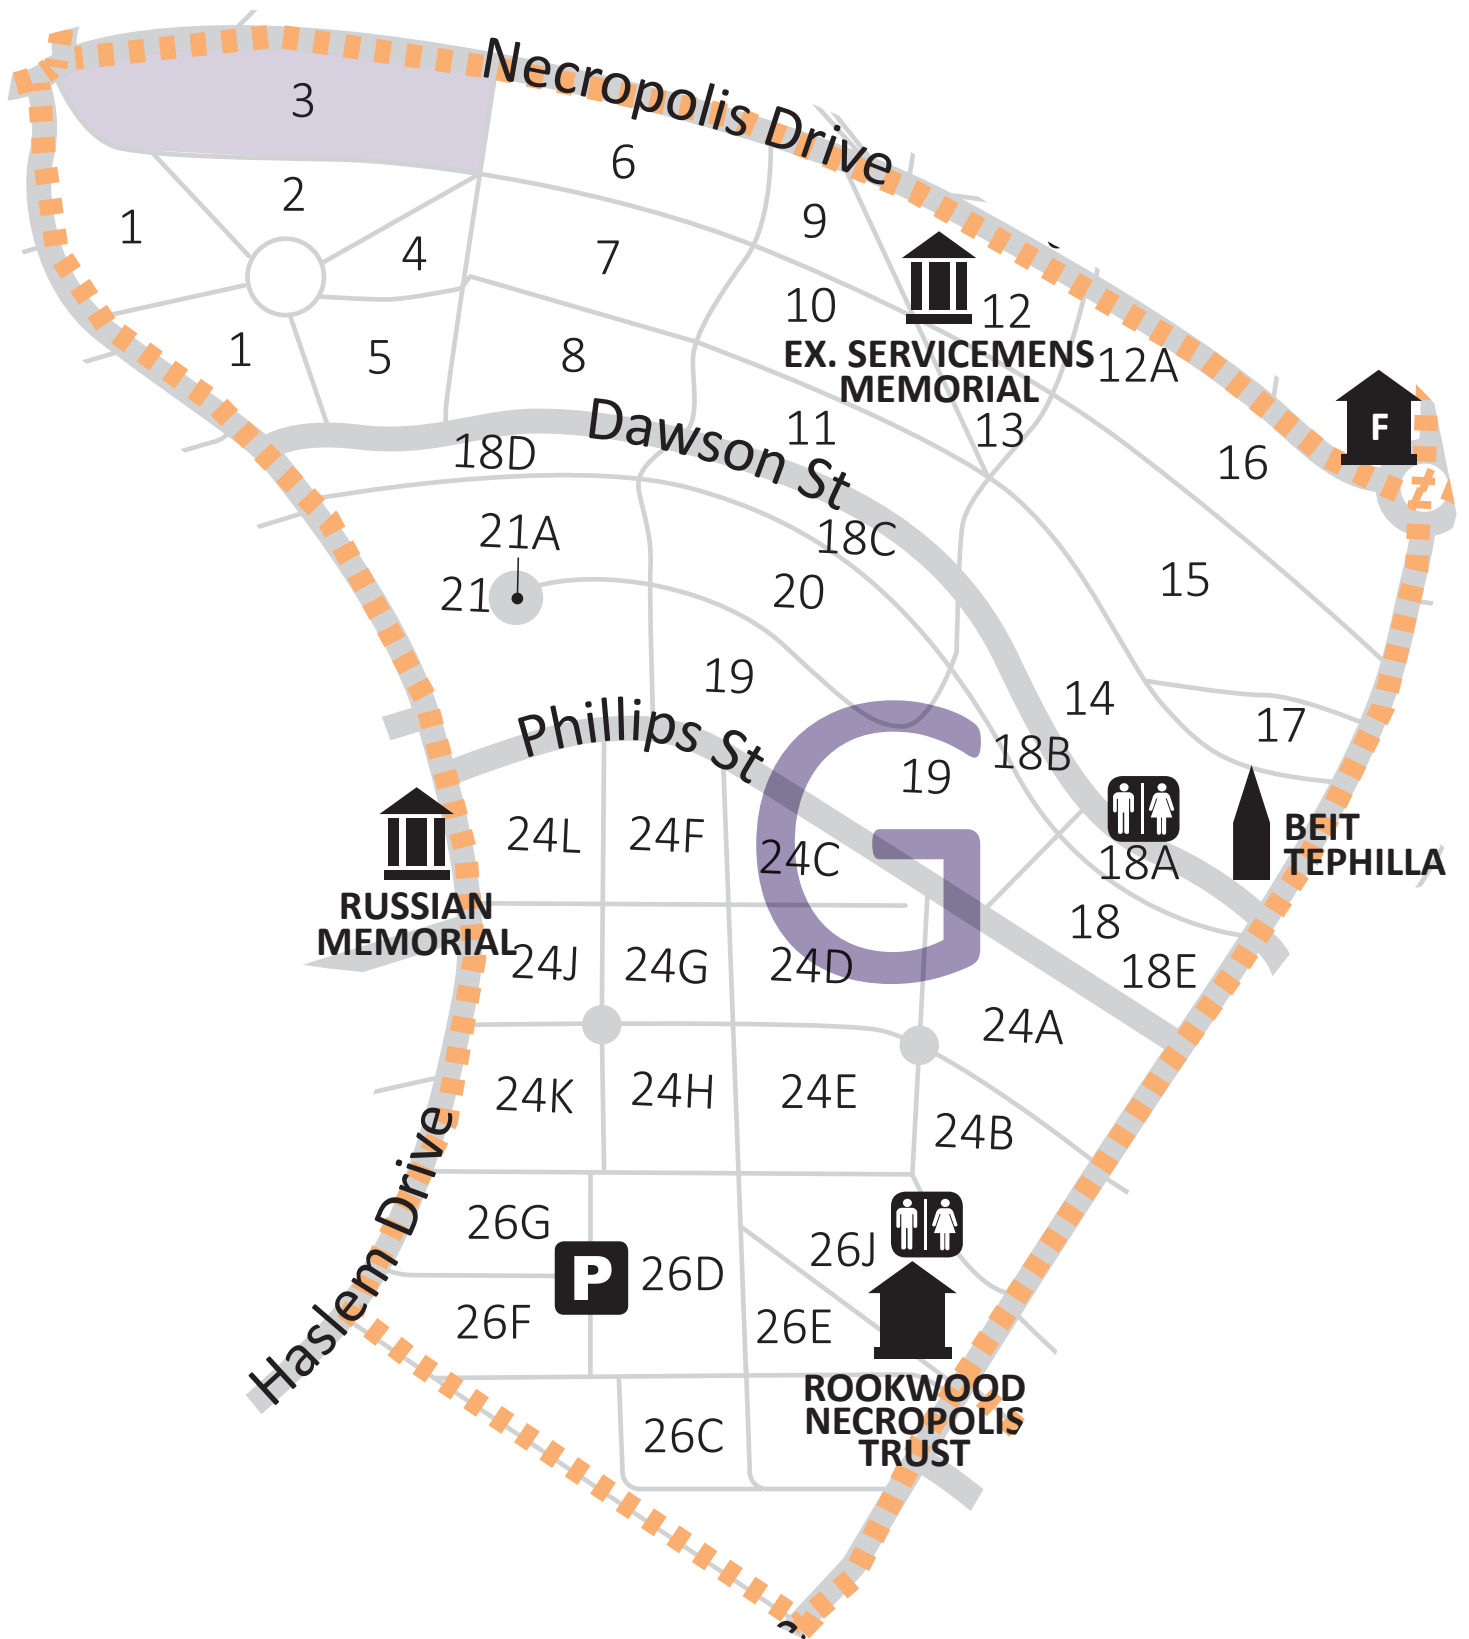 Necropolis Drive
3
6
2
1
9
4
7
10
12
1
5
8
EX. SERVICEMENS
MEMORIAL
12A
F
Dawson St
11
13
18D
16
21A
18C
21
20
15
19
14
17
Phillips St
18B
19
G
24L
24F
24C
BEIT
TEPHILLA
18A
RUSSIAN
MEMORIAL
18
24J
24G
24D
18E
24A
24K
24H
24E
24B
Haslem Drive
26G
26J
P
26D
26F
26E
ROOKWOOD
NECROPOLIS
TRUST
26C